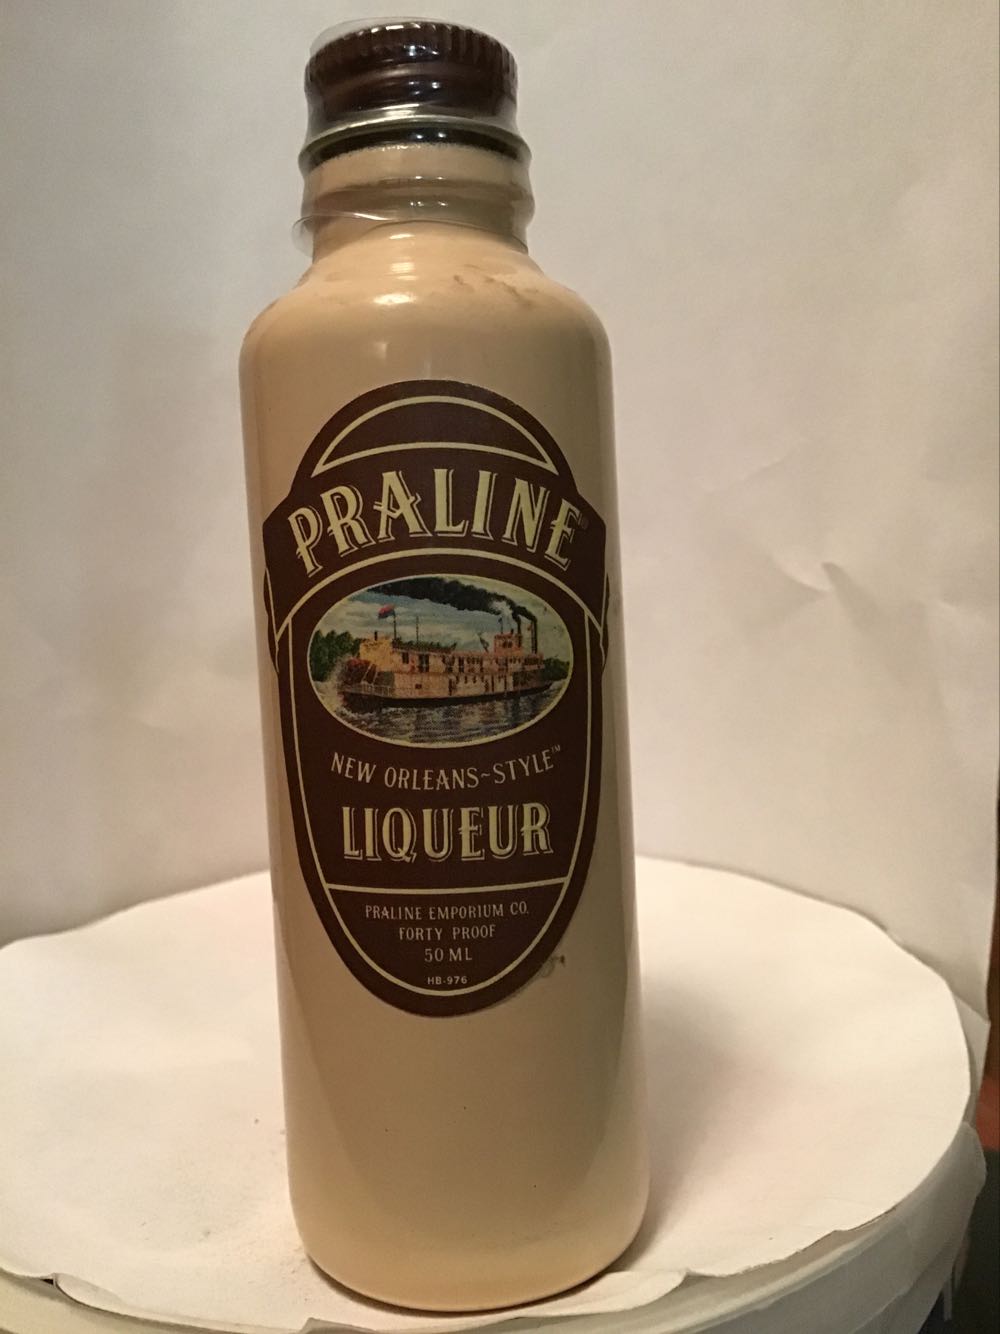 PRALINE®
NEW ORLEANS~STYLE™
LIQUEUR
PRALINE EMPORIUM CO.
FORTY PROOF
50 ML
HB-976